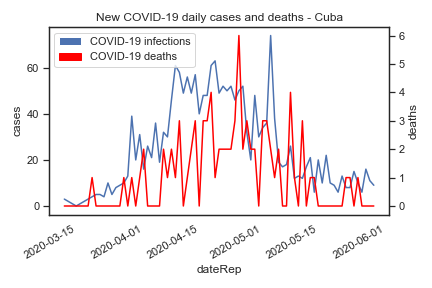 New COVID-19 daily cases and deaths - Cuba
COVID-19 infections
COVID-19 deaths
cases
60
40
20
0
deaths
6
5
4
3
2
1
0
2020-03-15
2020-04-01
2020-04-15
2020-05-01
2020-05-15
2020-06-01
dateRep